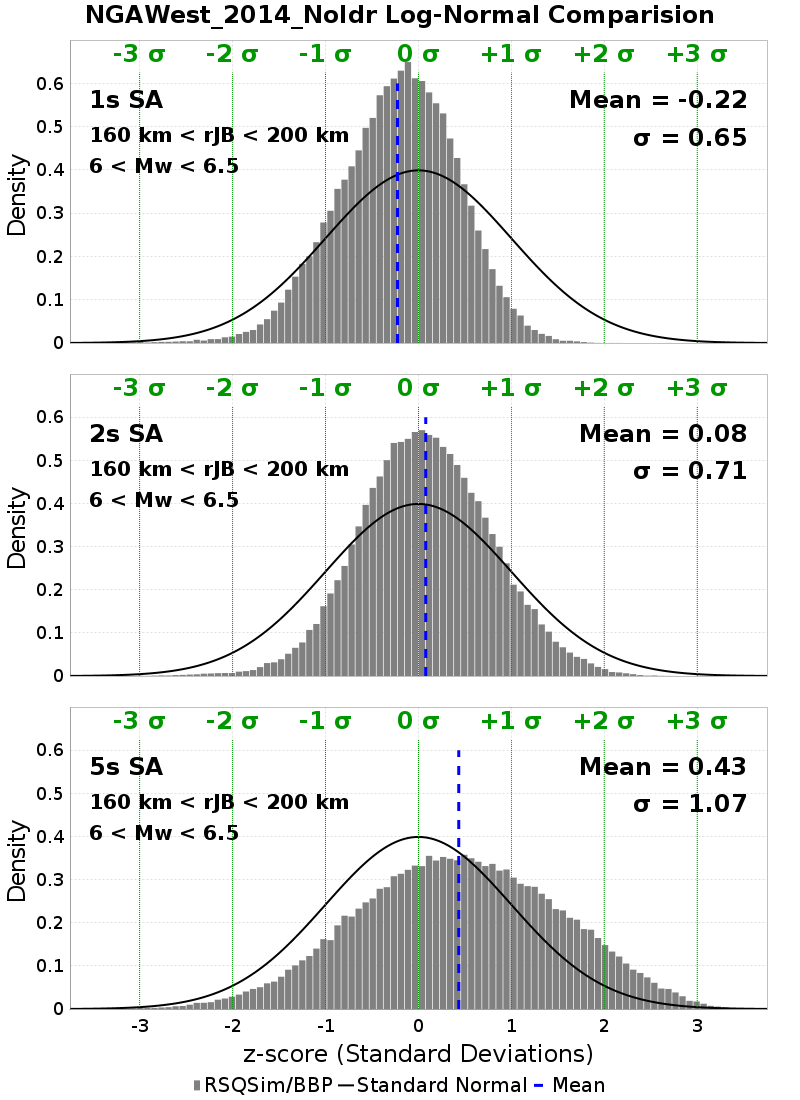 NGAWest_2014_NoIdr Log-Normal Comparision
-3 σ -2 σ -1 σ 0 σ +1 σ +2 σ +3 σ
1s SA
160 km < rJB < 200 km
6 < Mw < 6.5
Mean = -0.22
σ = 0.65
Density
0.6
0.5
0.4
0.3
0.2
0.1
0
-3 σ -2 σ -1 σ 0 σ +1 σ +2 σ +3 σ
2s SA
160 km < rJB < 200 km
6 < Mw < 6.5
Mean = 0.08
σ = 0.71
Density
0.6
0.5
0.4
0.3
0.2
0.1
0
-3 σ -2 σ -1 σ 0 σ +1 σ +2 σ +3 σ
5s SA
160 km < rJB < 200 km
6 < Mw < 6.5
Mean = 0.43
σ = 1.07
Density
0.6
0.5
0.4
0.3
0.2
0.1
0
-3 -2 -1 0 1 2 3
z-score (Standard Deviations)
RSQSim/BBP Standard Normal Mean